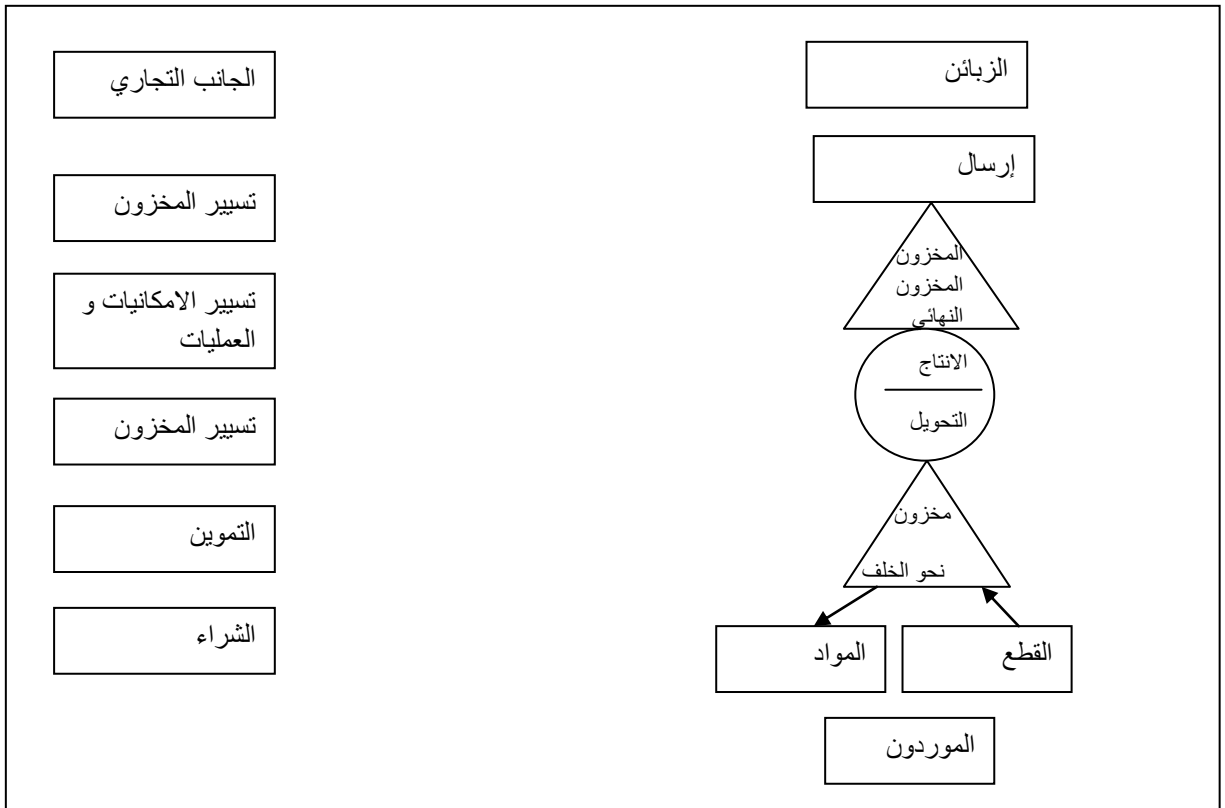 الزبائن
إرسال
المخزون
المخزون
النهائي
الانتاج
التحويل
مخزون
نحو الخلف
القطع
المواد
الموردون
الجانب التجاري
تسيير المخزون
تسيير الامكانيات و
العمليات
تسيير المخزون
التموين
الشراء